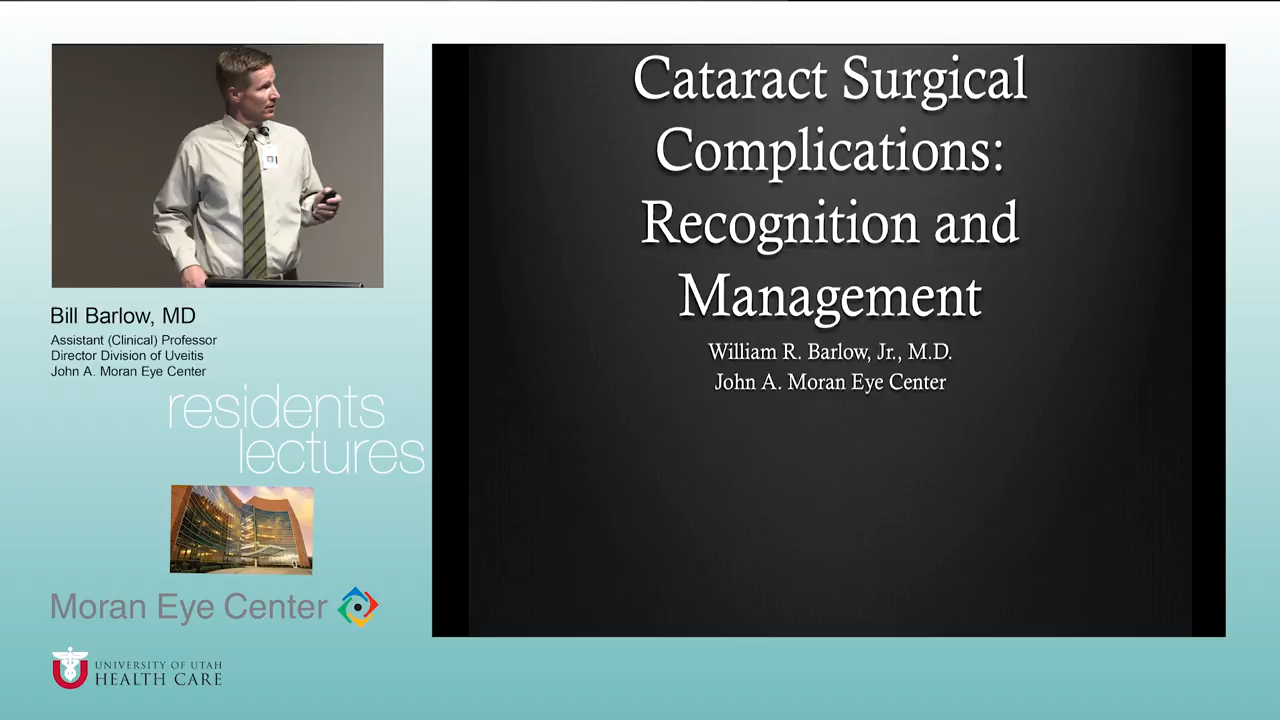 Bill Barlow, MD
Assistant (Clinical) Professor
Director Division of Uveitis
John A. Moran Eye Center
residents
lectures
Moran Eye Center
UNIVERSITY OF UTAH
HEALTH CARE
Cataract Surgical
Complications:
Recognition and
Management
William R. Barlow, Jr., M.D.
John A. Moran Eye Center